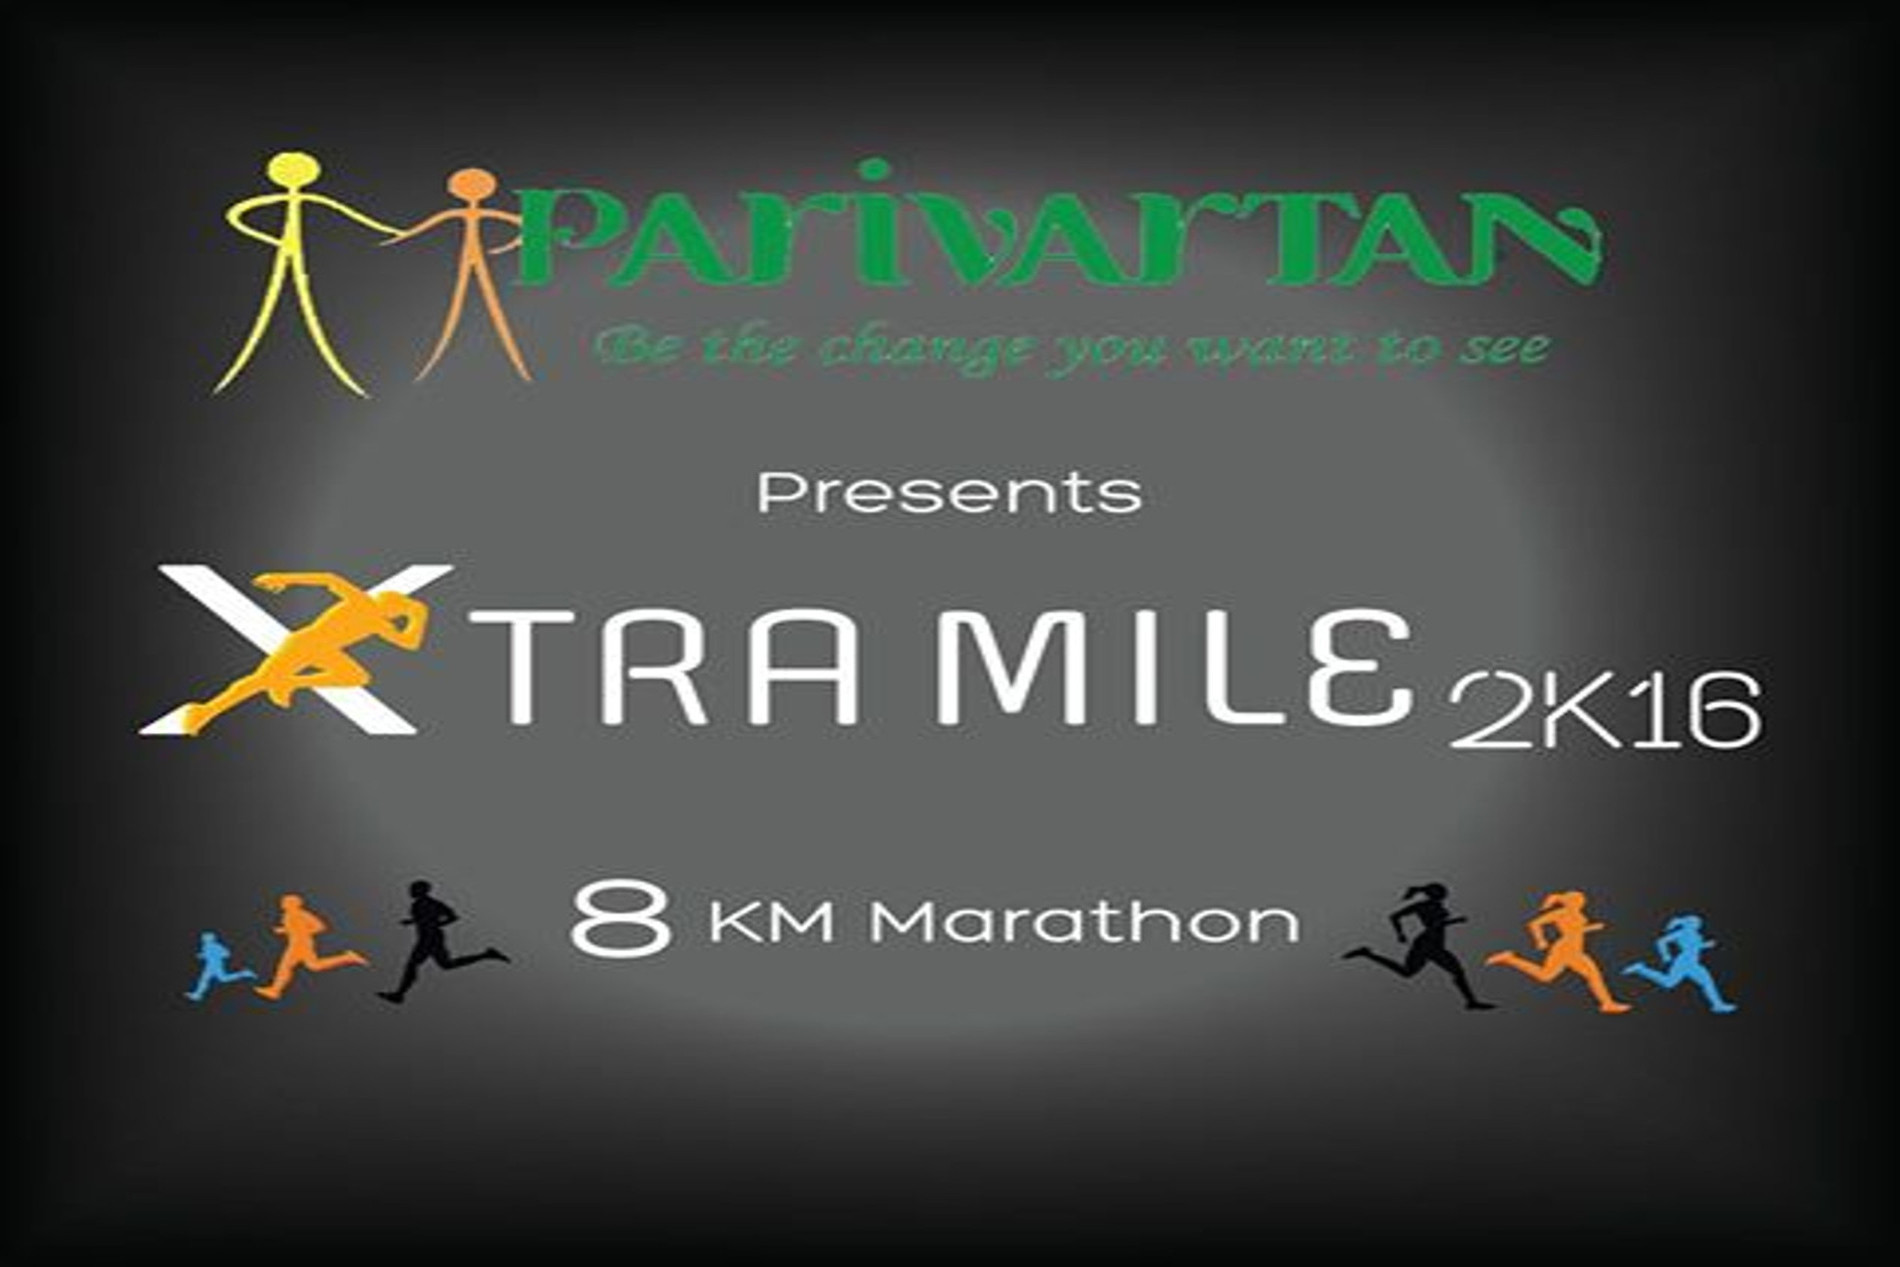 Parivartan
Be the change you want to see
Presents
XTRA MILE 2K16
8 KM Marathon